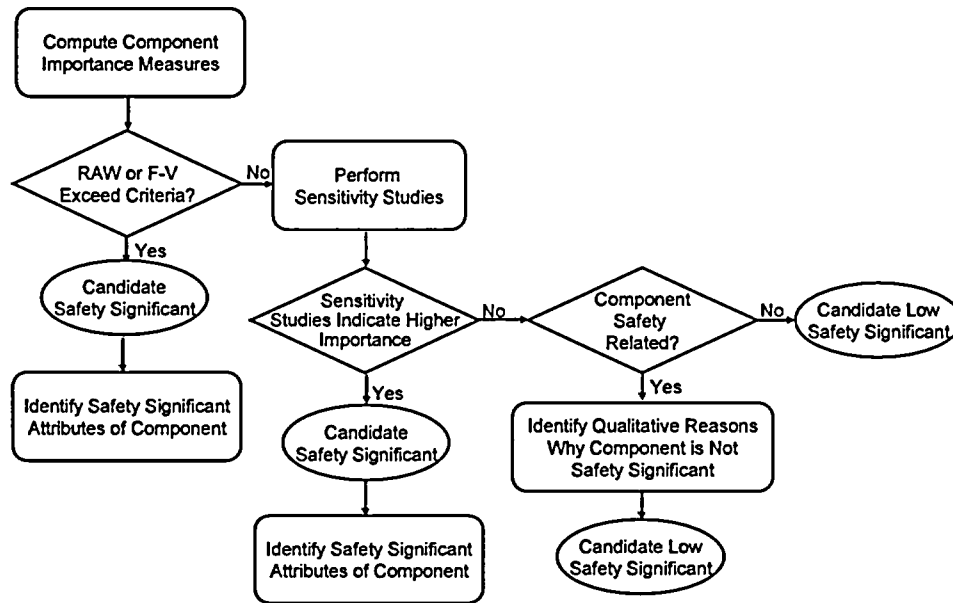 Compute Component
Importance Measures
RAW or F-V
Exceed Criteria?
No
Perform
Sensitivity Studies
Yes
Candidate
Safety Significant
Identify Safety Significant
Attributes of Component
Sensitivity
Studies Indicate Higher
Importance
No
Component
Safety
Related?
No
Candidate Low
Safety Significant
Yes
Candidate
Safety Significant
Identify Safety Significant
Attributes of Component
Yes
Identify Qualitative Reasons
Why Component is Not
Safety Significant
Candidate Low
Safety Significant